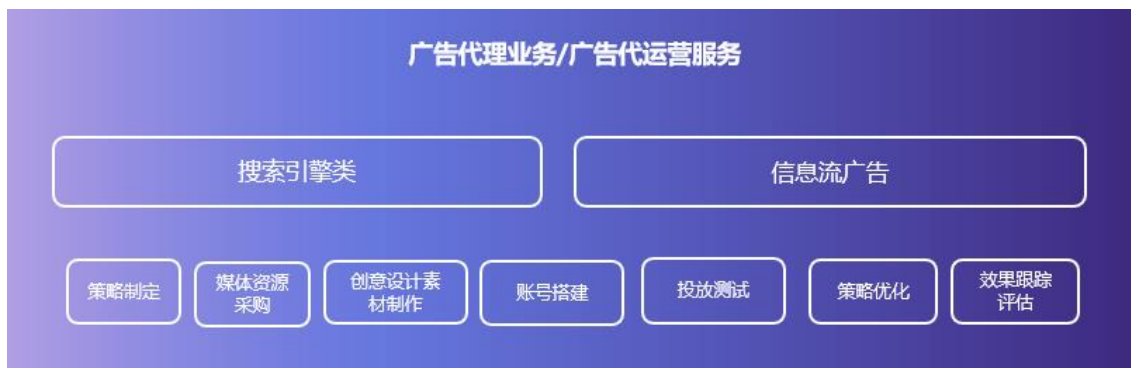 广告代理业务/广告代运营服务
搜索引擎类
信息流广告
策略制定
媒体资源
采购
创意设计素
材制作
账号搭建
投放测试
策略优化
效果跟踪
评估